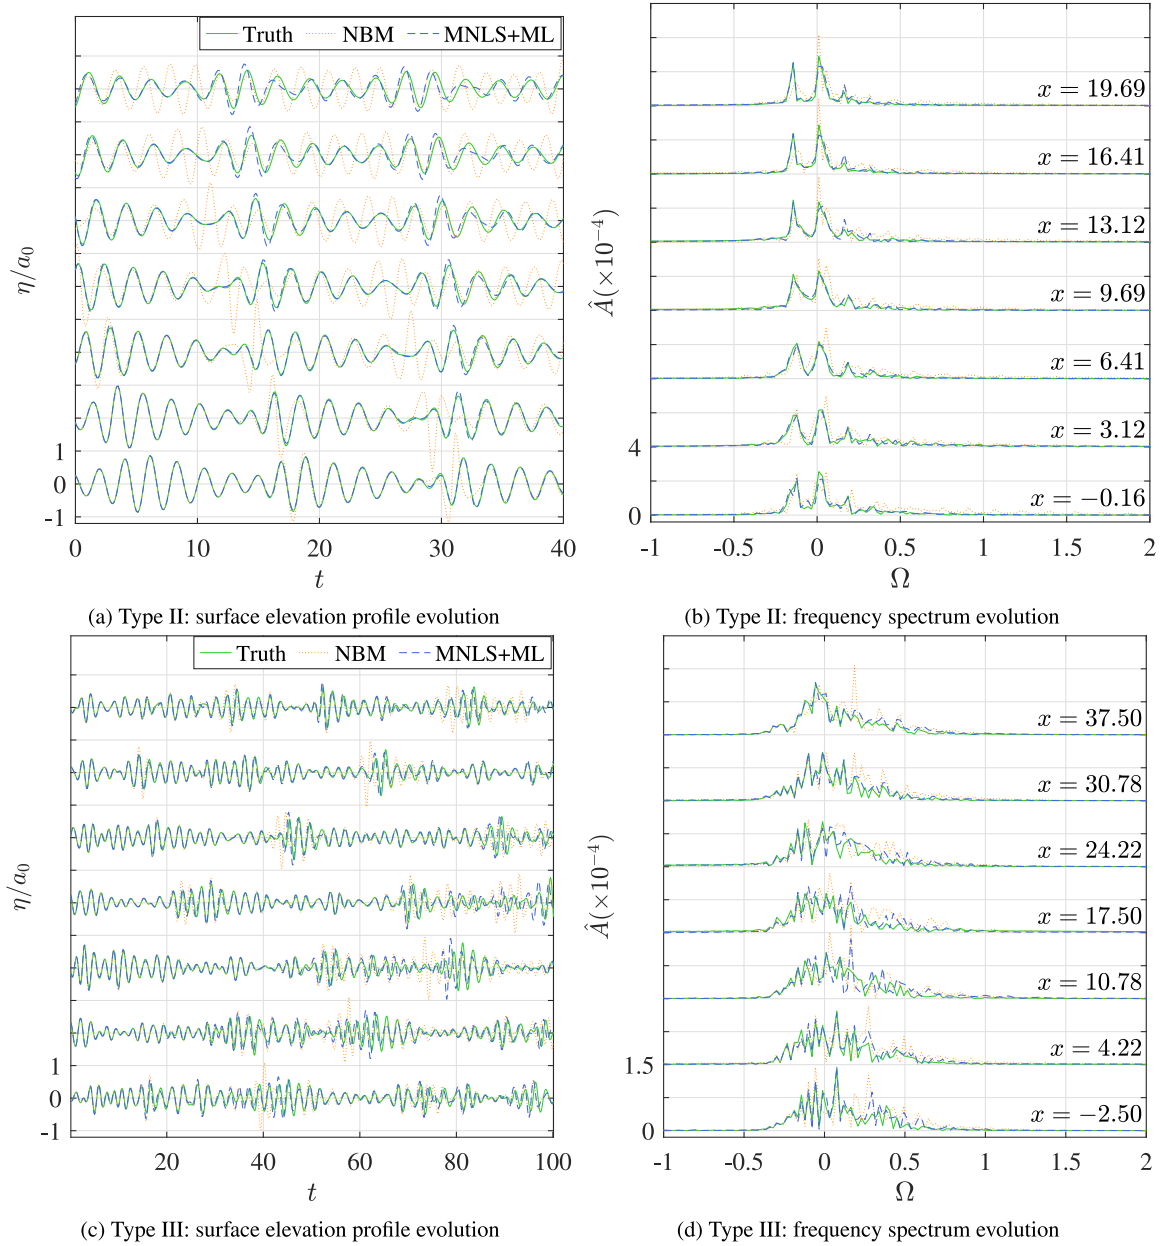 Truth NBM MNLS+ML
η/a₀
1
0
-1
0 10 20 30 40
t
(a) Type II: surface elevation profile evolution
Â(×10⁻⁴)
x = 19.69
x = 16.41
x = 13.12
x = 9.69
x = 6.41
x = 3.12
4
x = −0.16
0
-1 -0.5 0 0.5 1 1.5 2
Ω
(b) Type II: frequency spectrum evolution
Truth NBM MNLS+ML
η/a₀
1
0
-1
20 40 60 80 100
t
(c) Type III: surface elevation profile evolution
Â(×10⁻⁴)
x = 37.50
x = 30.78
x = 24.22
x = 17.50
x = 10.78
x = 4.22
1.5
x = −2.50
0
-1 -0.5 0 0.5 1 1.5 2
Ω
(d) Type III: frequency spectrum evolution